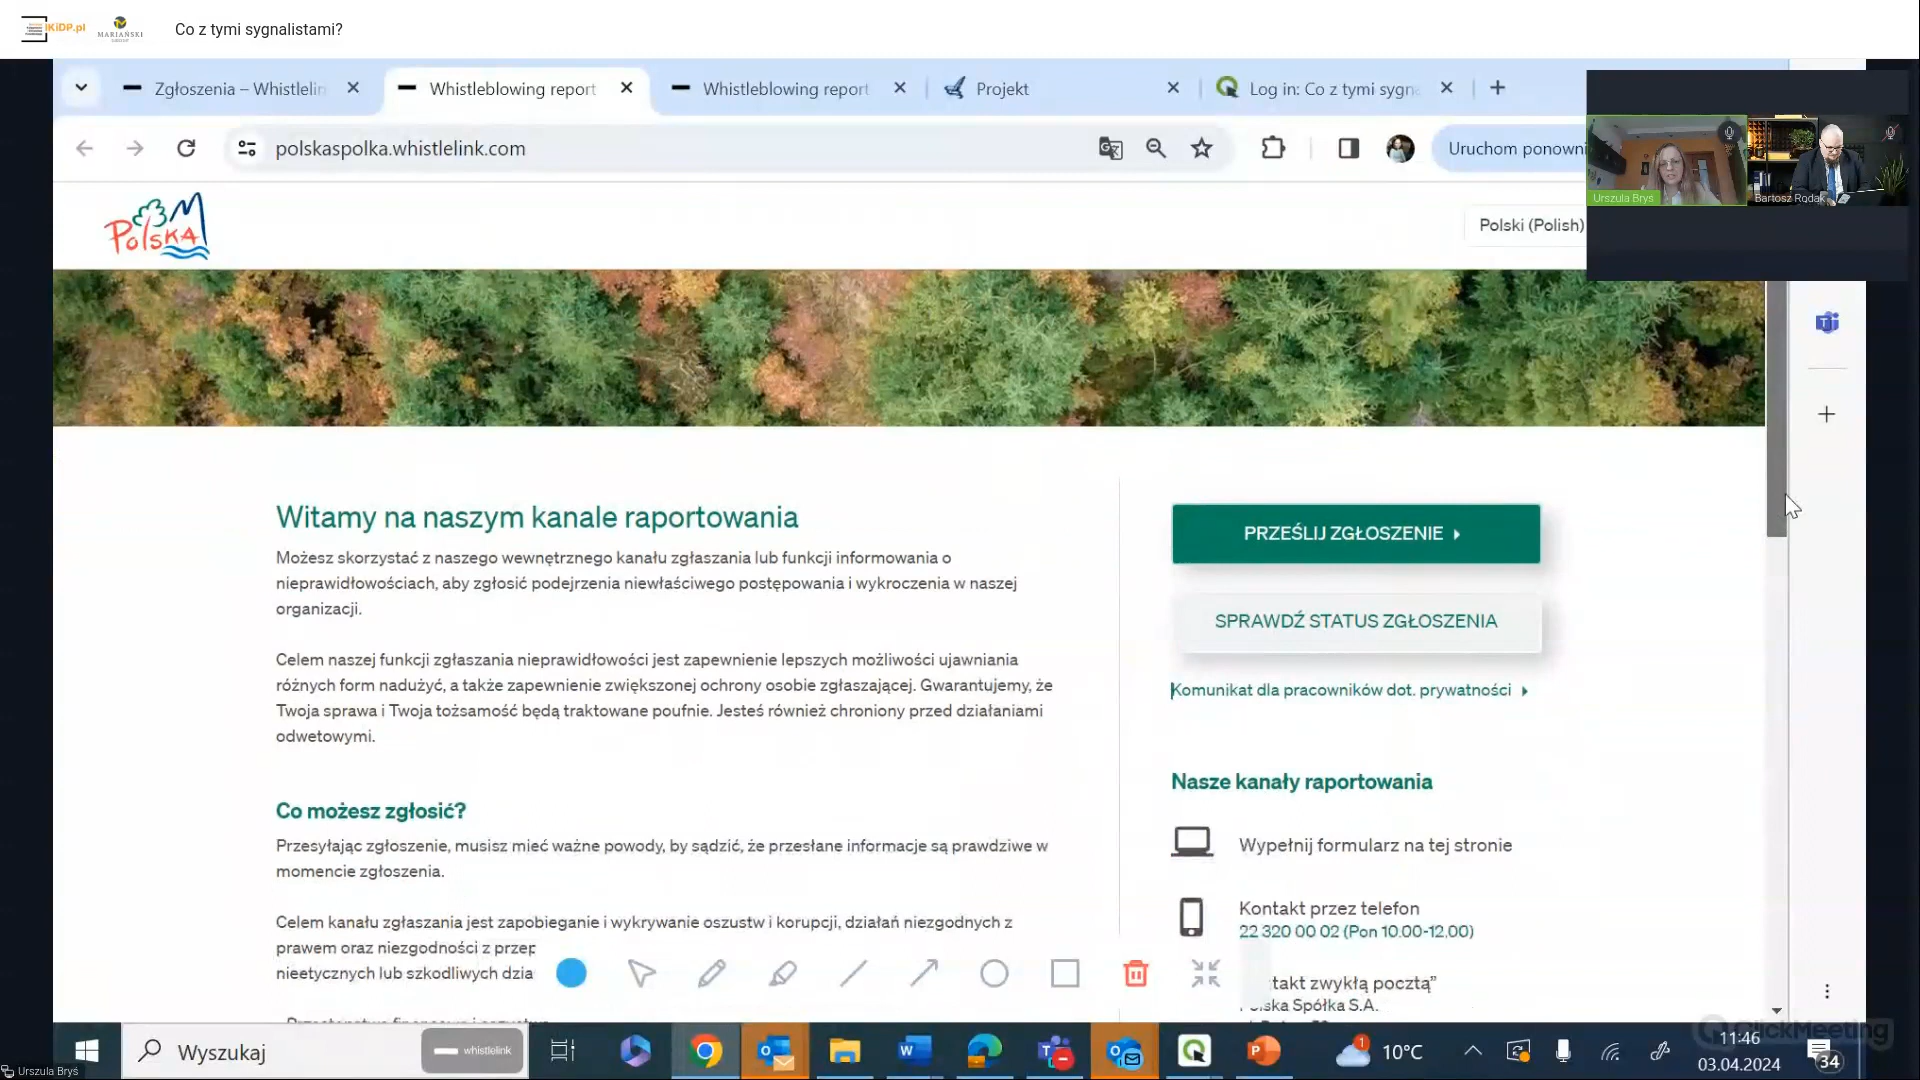 IKiDP.pl
MARIAŃSKI
Co z tymi sygnalistami?
Zgłoszenia – Whistlelin
Whistleblowing report
Whistleblowing report
Projekt
Log in: Co z tymi sygna
polskaspolka.whistlelink.com
Uruchom ponowni
Urszula Bryś
Bartosz Rodak
POLSKA
Polski (Polish)
Witamy na naszym kanale raportowania
Możesz skorzystać z naszego wewnętrznego kanału zgłaszania lub funkcji informowania o
nieprawidłowościach, aby zgłosić podejrzenia niewłaściwego postępowania i wykroczenia w naszej
organizacji.
Celem naszej funkcji zgłaszania nieprawidłowości jest zapewnienie lepszych możliwości ujawniania
różnych form nadużyć, a także zapewnienie zwiększonej ochrony osobie zgłaszającej. Gwarantujemy, że
Twoja sprawa i Twoja tożsamość będą traktowane poufnie. Jesteś również chroniony przed działaniami
odwetowymi.
Co możesz zgłosić?
Przesyłając zgłoszenie, musisz mieć ważne powody, by sądzić, że przesłane informacje są prawdziwe w
momencie zgłoszenia.
Celem kanału zgłaszania jest zapobieganie i wykrywanie oszustw i korupcji, działań niezgodnych z
prawem oraz niezgodności z przep
nieetycznych lub szkodliwych dzia
PRZEŚLIJ ZGŁOSZENIE
SPRAWDŹ STATUS ZGŁOSZENIA
Komunikat dla pracowników dot. prywatności
Nasze kanały raportowania
Wypełnij formularz na tej stronie
Kontakt przez telefon
22 320 00 02 (Pon 10.00-12.00)
takt zwykłą pocztą”
Polska Spółka S.A.
ClickMeeting
Wyszukaj
whistlelink
1
10°C
11:46
03.04.2024
34
Urszula Bryś